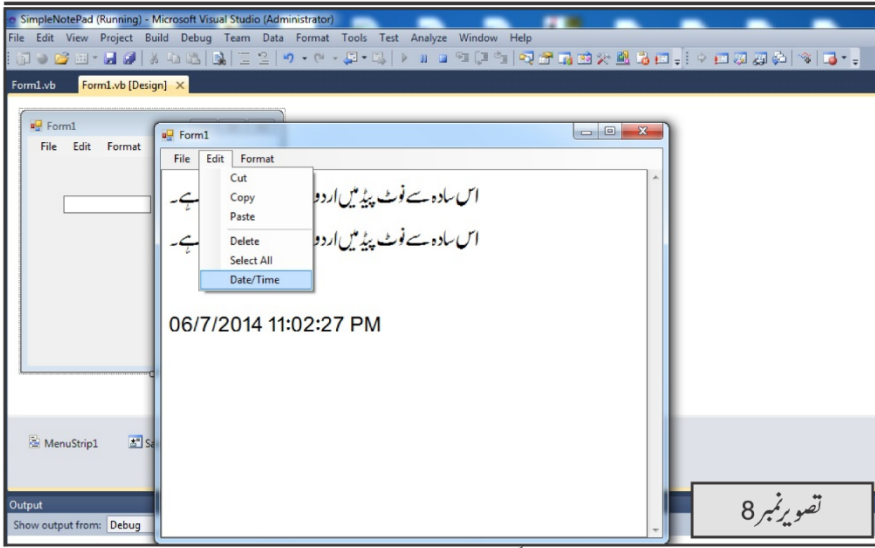 SimpleNotePad (Running) - Microsoft Visual Studio (Administrator)
File Edit View Project Build Debug Team Data Format Tools Test Analyze Window Help
Form1.vb Form1.vb [Design]
Form1
File Edit Format
Form1
File Edit Format
Cut
Copy
Paste
Delete
Select All
Date/Time
اس سادہ سے نوٹ پیڈ میں اردو ہے۔
اس سادہ سے نوٹ پیڈ میں اردو ہے۔
06/7/2014 11:02:27 PM
MenuStrip1
Output
Show output from: Debug
تصویر نمبر 8